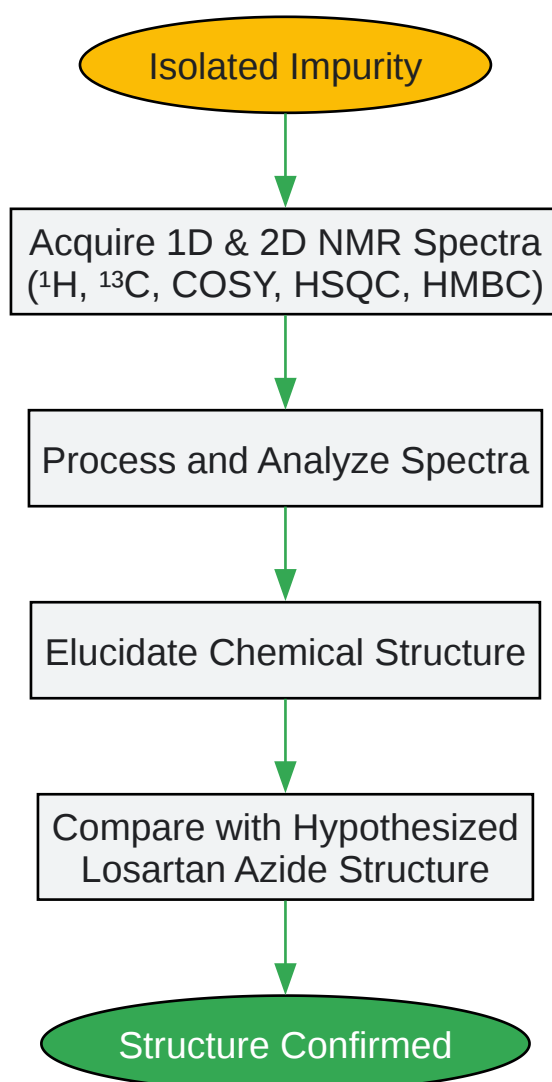 Isolated Impurity
Acquire 1D & 2D NMR Spectra
(¹H, ¹³C, COSY, HSQC, HMBC)
Process and Analyze Spectra
Elucidate Chemical Structure
Compare with Hypothesized
Losartan Azide Structure
Structure Confirmed